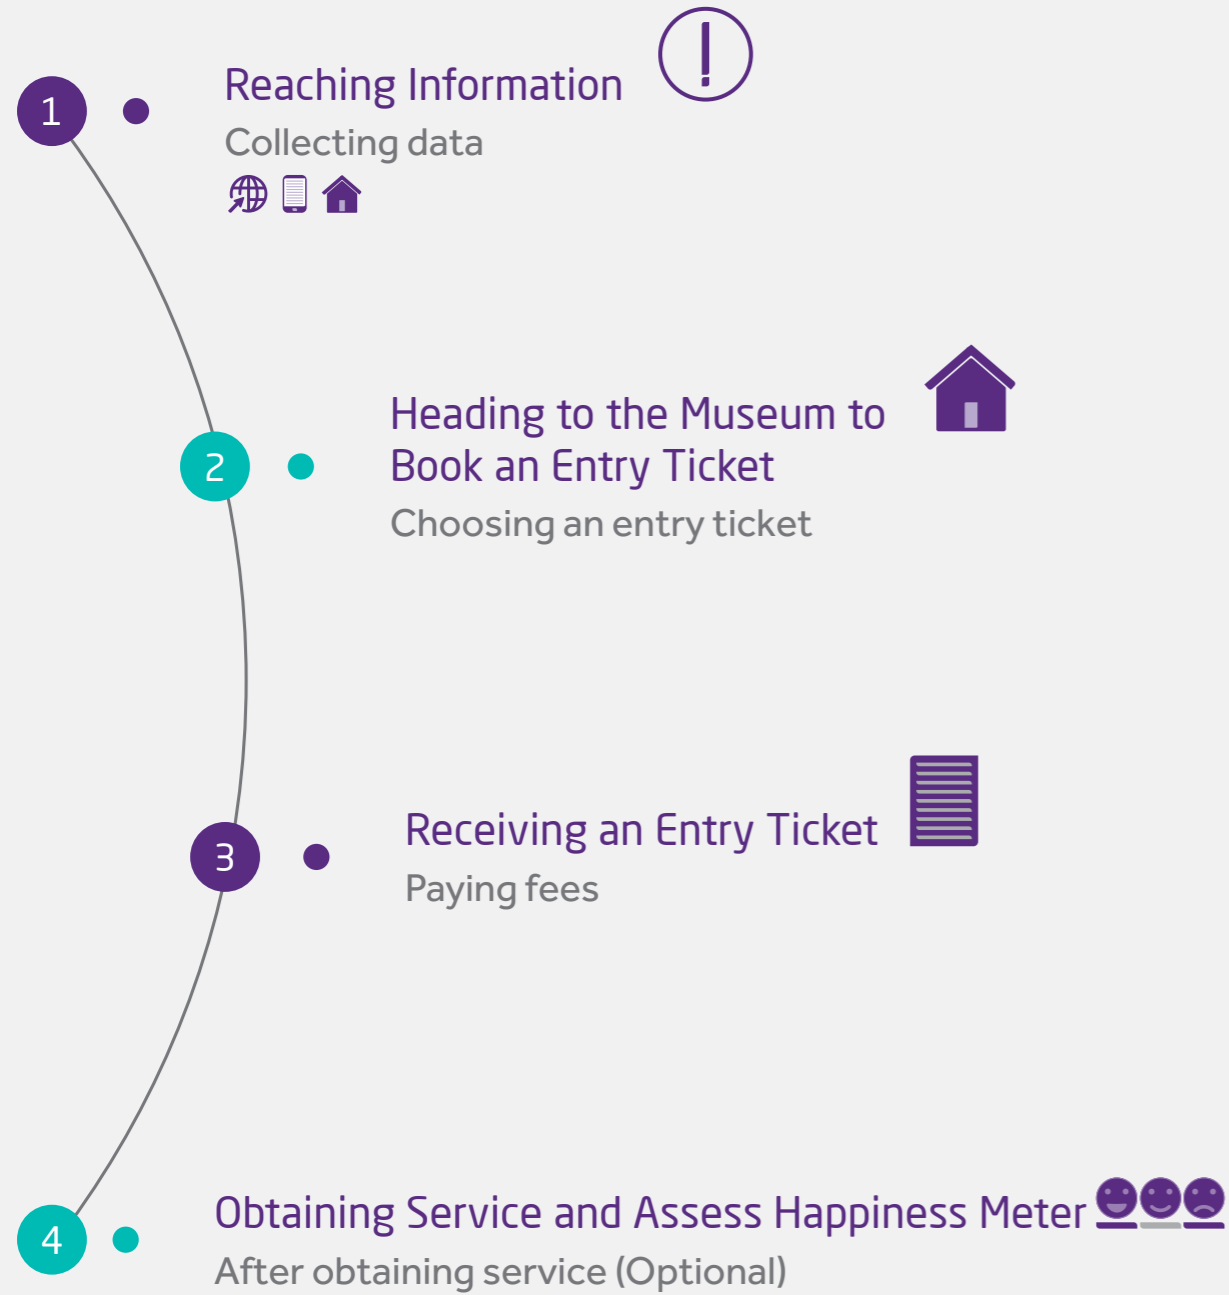 1
Reaching Information
Collecting data
2
Heading to the Museum to
Book an Entry Ticket
Choosing an entry ticket
3
Receiving an Entry Ticket
Paying fees
4
Obtaining Service and Assess Happiness Meter
After obtaining service (Optional)